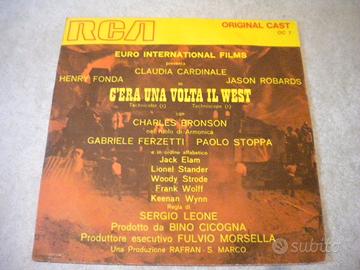 RCA
ORIGINAL CAST
OC 7
EURO INTERNATIONAL FILMS
presenta
CLAUDIA CARDINALE
HENRY FONDA
JASON ROBARDS
in
C'ERA UNA VOLTA IL WEST
Technicolor (r) Techniscope (r)
con
CHARLES BRONSON
nel ruolo di Armonica
GABRIELE FERZETTI PAOLO STOPPA
e in ordine alfabetico
Jack Elam
Lionel Stander
Woody Strode
Frank Wolff
Keenan Wynn
Regia di
SERGIO LEONE
Prodotto da BINO CICOGNA
Produttore esecutivo FULVIO MORSELLA
Una Produzione RAFRAN - S. MARCO
subito